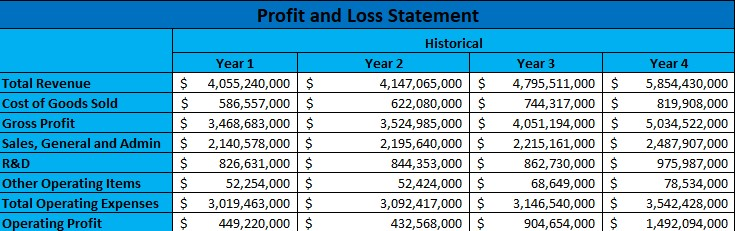 Profit and Loss Statement
Historical
Year 1 Year 2 Year 3 Year 4
Total Revenue $ 4,055,240,000 $ 4,147,065,000 $ 4,795,511,000 $ 5,854,430,000
Cost of Goods Sold $ 586,557,000 $ 622,080,000 $ 744,317,000 $ 819,908,000
Gross Profit $ 3,468,683,000 $ 3,524,985,000 $ 4,051,194,000 $ 5,034,522,000
Sales, General and Admin $ 2,140,578,000 $ 2,195,640,000 $ 2,215,161,000 $ 2,487,907,000
R&D $ 826,631,000 $ 844,353,000 $ 862,730,000 $ 975,987,000
Other Operating Items $ 52,254,000 $ 52,424,000 $ 68,649,000 $ 78,534,000
Total Operating Expenses $ 3,019,463,000 $ 3,092,417,000 $ 3,146,540,000 $ 3,542,428,000
Operating Profit $ 449,220,000 $ 432,568,000 $ 904,654,000 $ 1,492,094,000